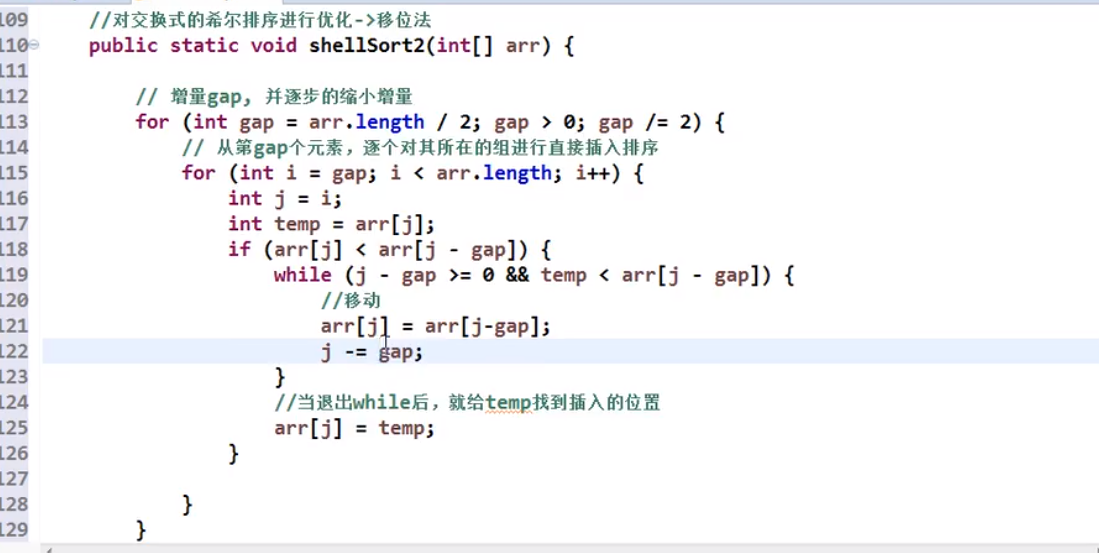 109 //对交换式的希尔排序进行优化->移位法
110 public static void shellSort2(int[] arr) {
111
112 // 增量gap, 并逐步的缩小增量
113 for (int gap = arr.length / 2; gap > 0; gap /= 2) {
114 // 从第gap个元素，逐个对其所在的组进行直接插入排序
115 for (int i = gap; i < arr.length; i++) {
116 int j = i;
117 int temp = arr[j];
118 if (arr[j] < arr[j - gap]) {
119 while (j - gap >= 0 && temp < arr[j - gap]) {
120 //移动
121 arr[j] = arr[j-gap];
122 j -= gap;
123 }
124 //当退出while后，就给temp找到插入的位置
125 arr[j] = temp;
126 }
127
128 }
129 }